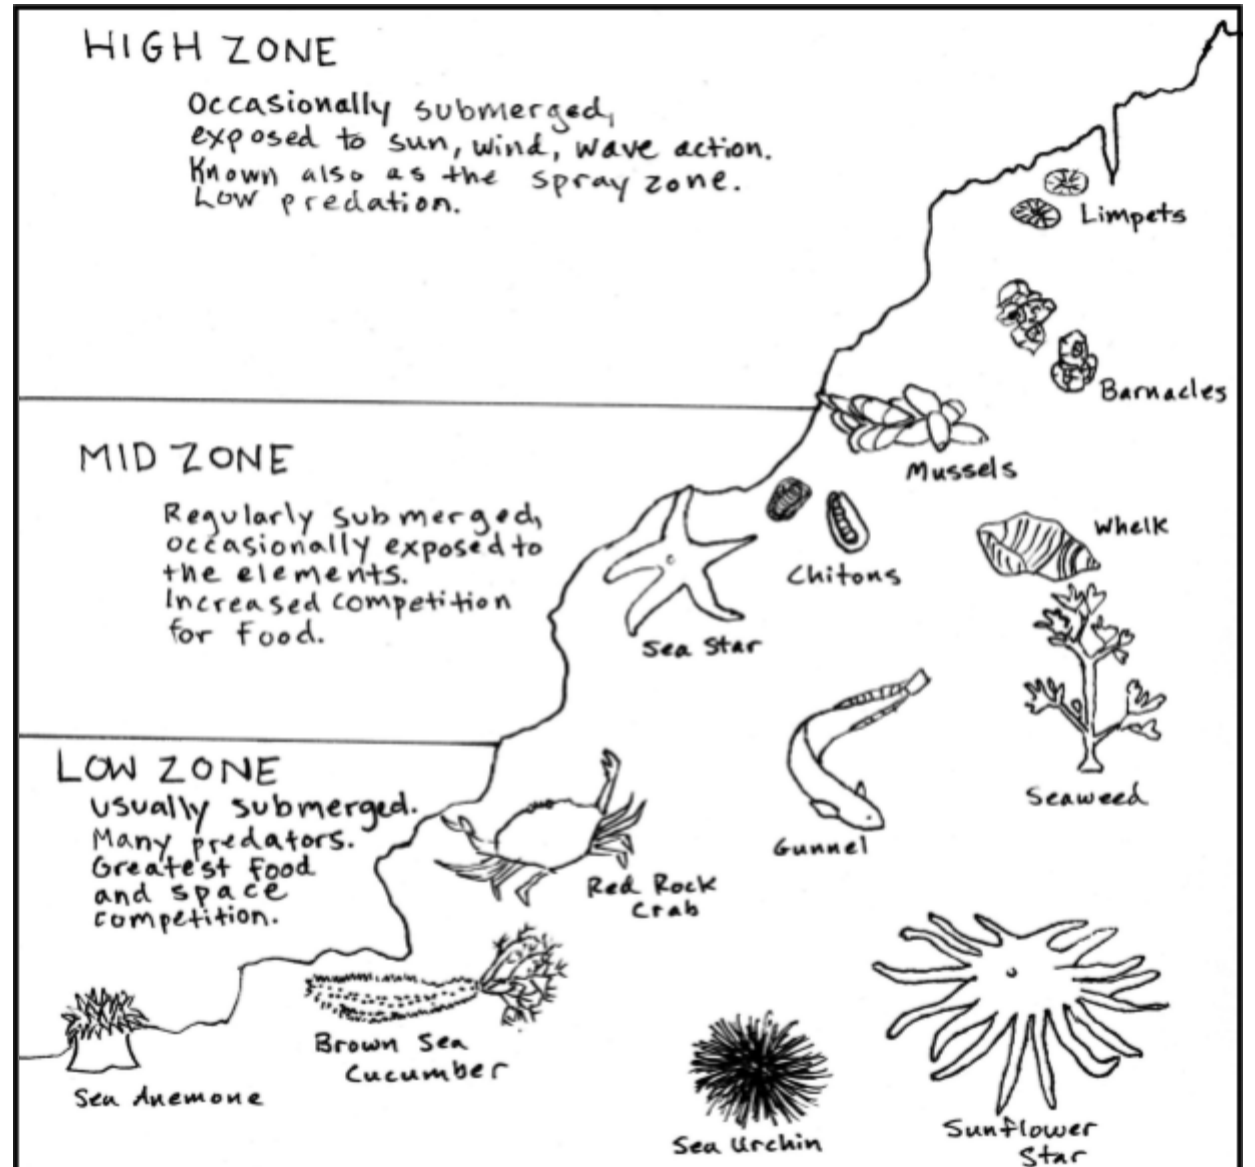 HIGH ZONE
Occasionally submerged,
exposed to sun, wind, wave action.
Known also as the spray zone.
Low predation.
Limpets
Barnacles
MID ZONE
Regularly submerged,
occasionally exposed to
the elements.
Increased competition
for food.
Mussels
Whelk
Chitons
Sea Star
Seaweed
Gunnel
LOW ZONE
usually submerged.
Many predators.
Greatest food
and space
competition.
Red Rock
Crab
Brown Sea
Cucumber
Sea Anemone
Sea Urchin
Sunflower
Star